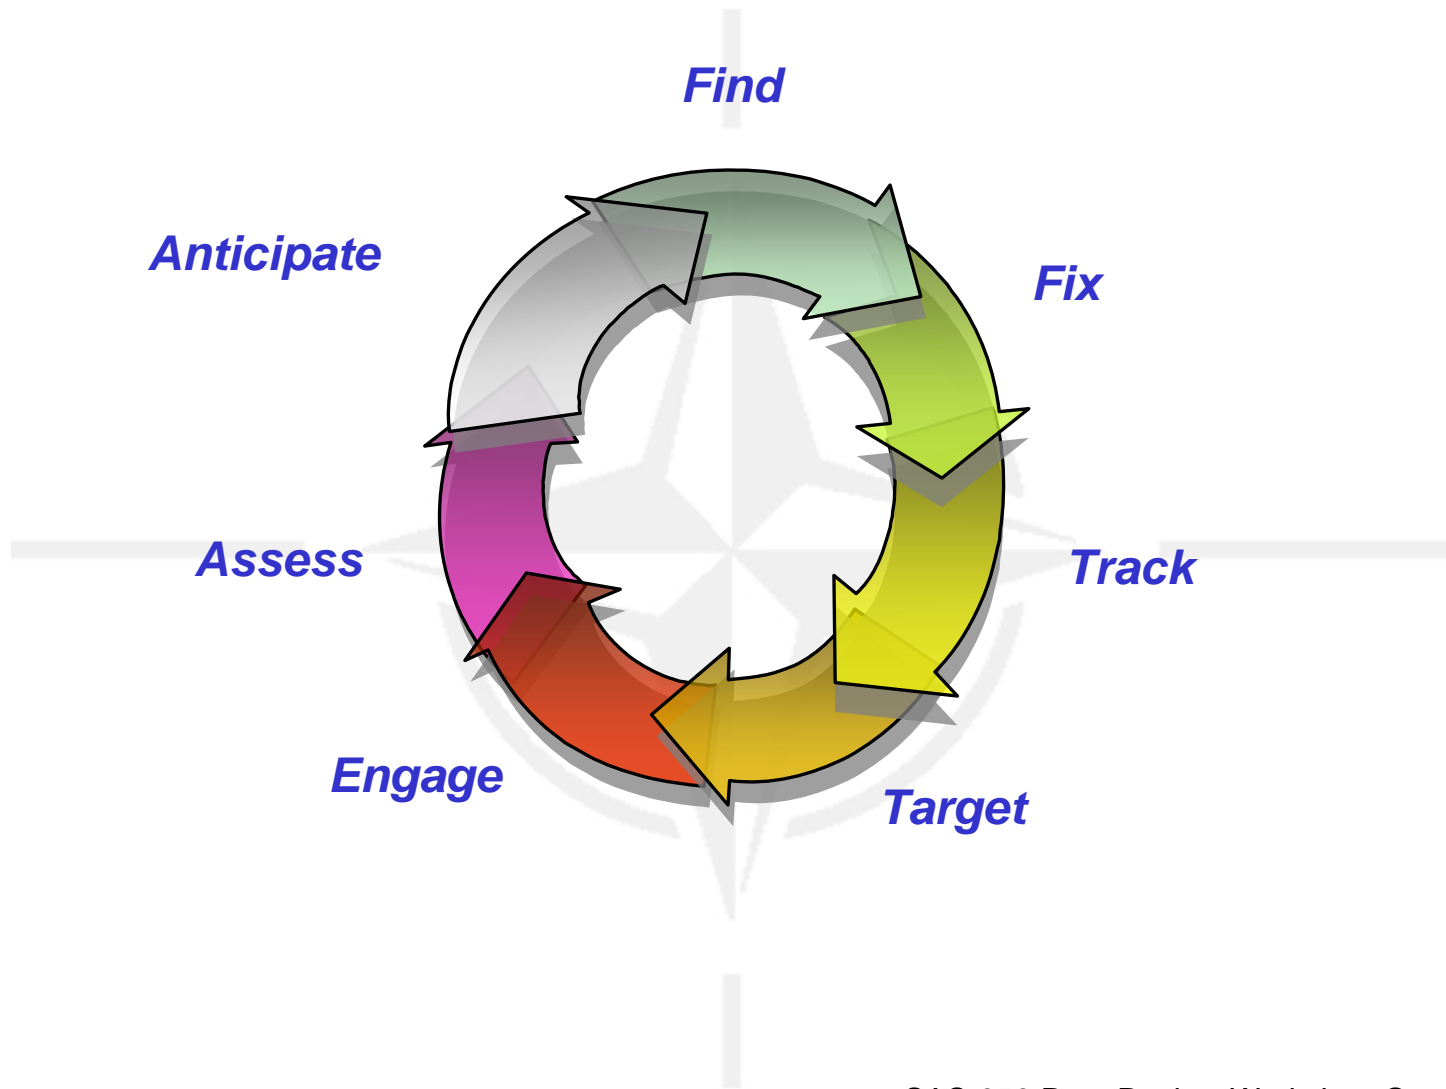 Find
Anticipate
Fix
Assess
Track
Engage
Target